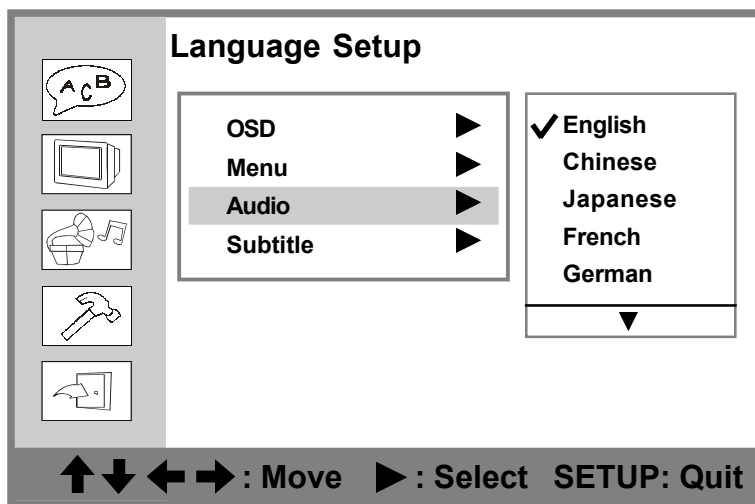 Language Setup
A C B
OSD ▶
Menu ▶
Audio ▶
Subtitle ▶
✓ English
Chinese
Japanese
French
German
▼
↑↓←→: Move ▶: Select SETUP: Quit